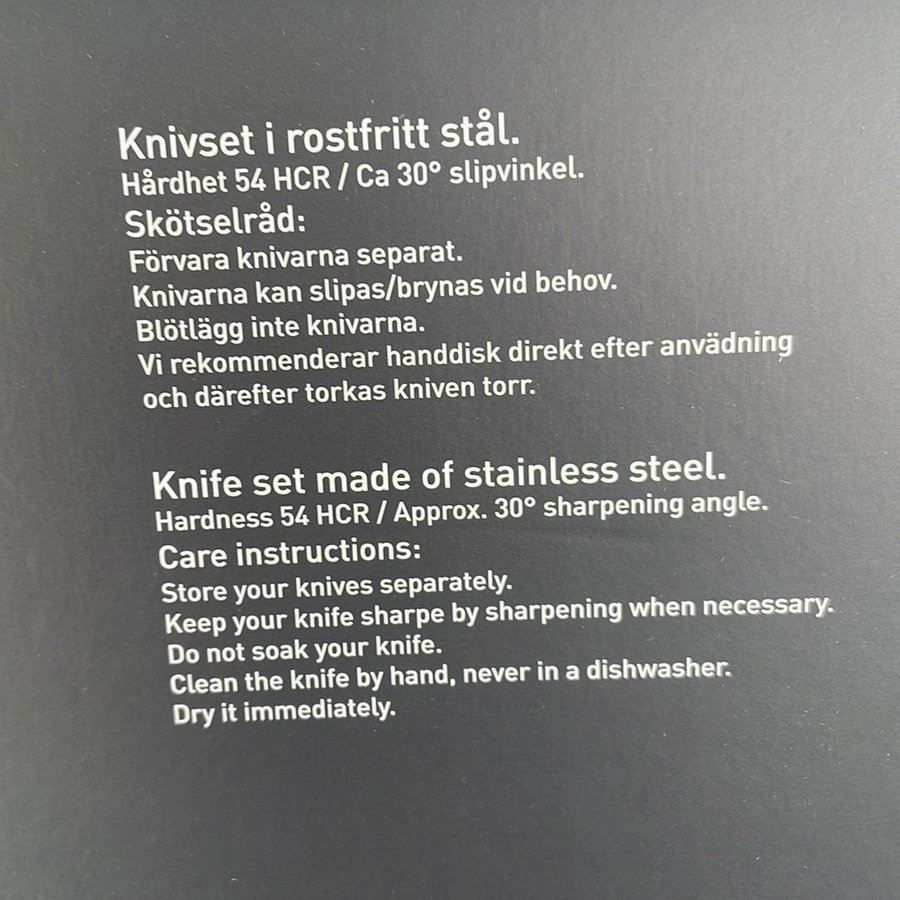 Knivset i rostfritt stål.
Hårdhet 54 HCR / Ca 30° slipvinkel.
Skötselråd:
Förvara knivarna separat.
Knivarna kan slipas/brynas vid behov.
Blötlägg inte knivarna.
Vi rekommenderar handdisk direkt efter anvädning
och därefter torkas kniven torr.
Knife set made of stainless steel.
Hardness 54 HCR / Approx. 30° sharpening angle.
Care instructions:
Store your knives separately.
Keep your knife sharpe by sharpening when necessary.
Do not soak your knife.
Clean the knife by hand, never in a dishwasher.
Dry it immediately.